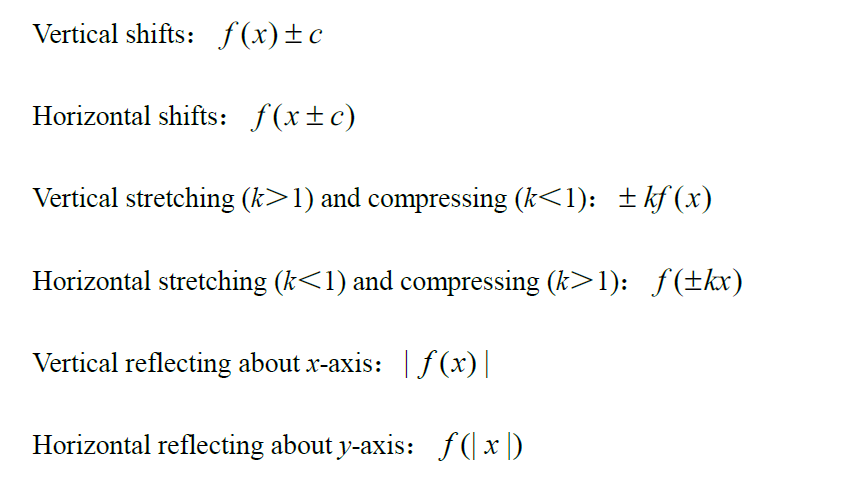 Vertical shifts： f(x)±c
Horizontal shifts： f(x±c)
Vertical stretching (k＞1) and compressing (k＜1)： ±kf(x)
Horizontal stretching (k＜1) and compressing (k＞1)： f(±kx)
Vertical reflecting about x-axis： |f(x)|
Horizontal reflecting about y-axis： f(|x|)